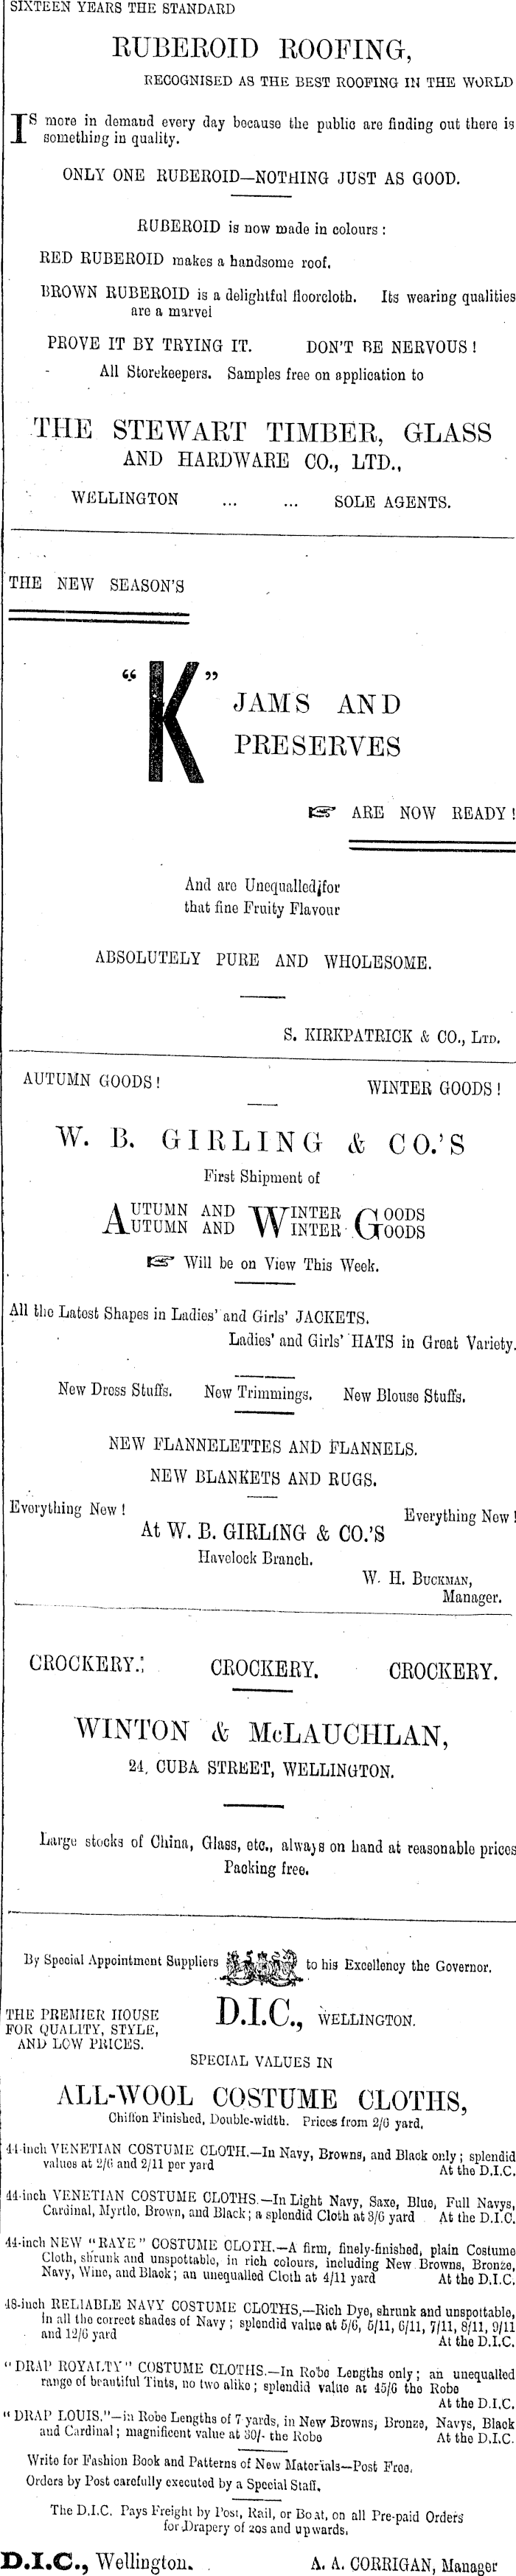 SIXTEEN YEARS THE STANDARD
RUBEROID ROOFING,
RECOGNISED AS THE BEST ROOFING IN THE WORLD
IS more in demand every day because the public are finding out there is
something in quality.
ONLY ONE RUBEROID—NOTHING JUST AS GOOD.
RUBEROID is now made in colours :
RED RUBEROID makes a handsome roof.
BROWN RUBEROID is a delightful floorcloth. Its wearing qualities
are a marvel
PROVE IT BY TRYING IT. DON'T BE NERVOUS !
All Storekeepers. Samples free on application to
THE STEWART TIMBER, GLASS
AND HARDWARE CO., LTD.,
WELLINGTON ... ... SOLE AGENTS.
THE NEW SEASON'S
"K" JAMS AND
PRESERVES
☞ ARE NOW READY !
And are Unequalled for
that fine Fruity Flavour
ABSOLUTELY PURE AND WHOLESOME.
S. KIRKPATRICK & CO., LTD.
AUTUMN GOODS ! WINTER GOODS !
W. B. GIRLING & CO.'S
First Shipment of
AUTUMN AND WINTER GOODS
AUTUMN AND WINTER GOODS
☞ Will be on View This Week.
All the Latest Shapes in Ladies' and Girls' JACKETS.
Ladies' and Girls' HATS in Great Variety.
New Dress Stuffs. New Trimmings. New Blouse Stuffs.
NEW FLANNELETTES AND FLANNELS.
NEW BLANKETS AND RUGS.
Everything New ! Everything New !
At W. B. GIRLING & CO.'S
Havelock Branch.
W. H. BUCKMAN,
Manager.
CROCKERY. CROCKERY. CROCKERY.
WINTON & McLAUCHLAN,
24, CUBA STREET, WELLINGTON.
Large stocks of China, Glass, etc., always on hand at reasonable prices
Packing free.
By Special Appointment Suppliers to his Excellency the Governor.
THE PREMIER HOUSE
FOR QUALITY, STYLE,
AND LOW PRICES.
D.I.C., WELLINGTON.
SPECIAL VALUES IN
ALL-WOOL COSTUME CLOTHS,
Chiffon Finished, Double-width. Prices from 2/6 yard.
44-inch VENETIAN COSTUME CLOTH.—In Navy, Browns, and Black only ; splendid
values at 2/6 and 2/11 per yard At the D.I.C.
44-inch VENETIAN COSTUME CLOTHS.—In Light Navy, Saxe, Blue, Full Navys,
Cardinal, Myrtle, Brown, and Black ; a splendid Cloth at 3/6 yard At the D.I.C.
44-inch NEW "RAYE" COSTUME CLOTH.—A firm, finely-finished, plain Costume
Cloth, shrunk and unspottable, in rich colours, including New Browns, Bronze,
Navy, Wine, and Black ; an unequalled Cloth at 4/11 yard At the D.I.C.
48-inch RELIABLE NAVY COSTUME CLOTHS,—Rich Dye, shrunk and unspottable,
In all the correct shades of Navy ; splendid value at 5/6, 5/11, 6/11, 7/11, 8/11, 9/11
and 12/6 yard At the D.I.C.
"DRAP ROYALTY" COSTUME CLOTHS.—In Robe Lengths only ; an unequalled
range of beautiful Tints, no two alike ; splendid value at 45/6 the Robe
At the D.I.C.
"DRAP LOUIS."—in Robe Lengths of 7 yards, in New Browns, Bronze, Navys, Black
and Cardinal ; magnificent value at 30/- the Robe At the D.I.C.
Write for Fashion Book and Patterns of New Materials—Post Free.
Orders by Post carefully executed by a Special Staff.
The D.I.C. Pays Freight by Post, Rail, or Boat, on all Pre-paid Orders
for Drapery of 20s and upwards.
D.I.C., Wellington. A. A. CORRIGAN, Manager